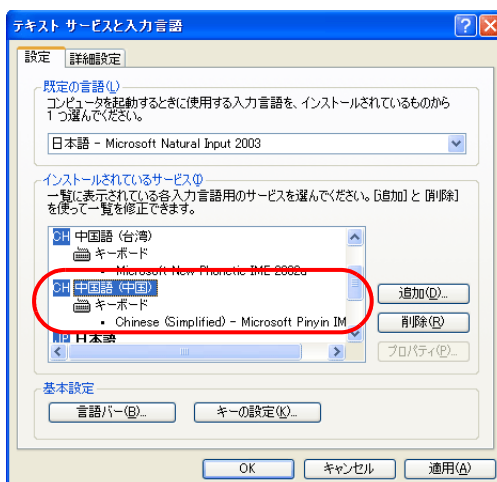 テキスト サービスと入力言語
設定
詳細設定
既定の言語(L)
コンピュータを起動するときに使用する入力言語を、インストールされているものから
1 つ選んでください。
日本語 - Microsoft Natural Input 2003
インストールされているサービス(I)
一覧に表示されている各入力言語用のサービスを選んでください。[追加] と [削除]
を使って一覧を修正できます。
CH 中国語 (台湾)
キーボード
• Microsoft New Phonetic IME 2002a
CH 中国語 (中国)
キーボード
• Chinese (Simplified) - Microsoft Pinyin IM
JP 日本語
追加(D)...
削除(R)
プロパティ(P)...
基本設定
言語バー(B)...
キーの設定(K)...
OK
キャンセル
適用(A)